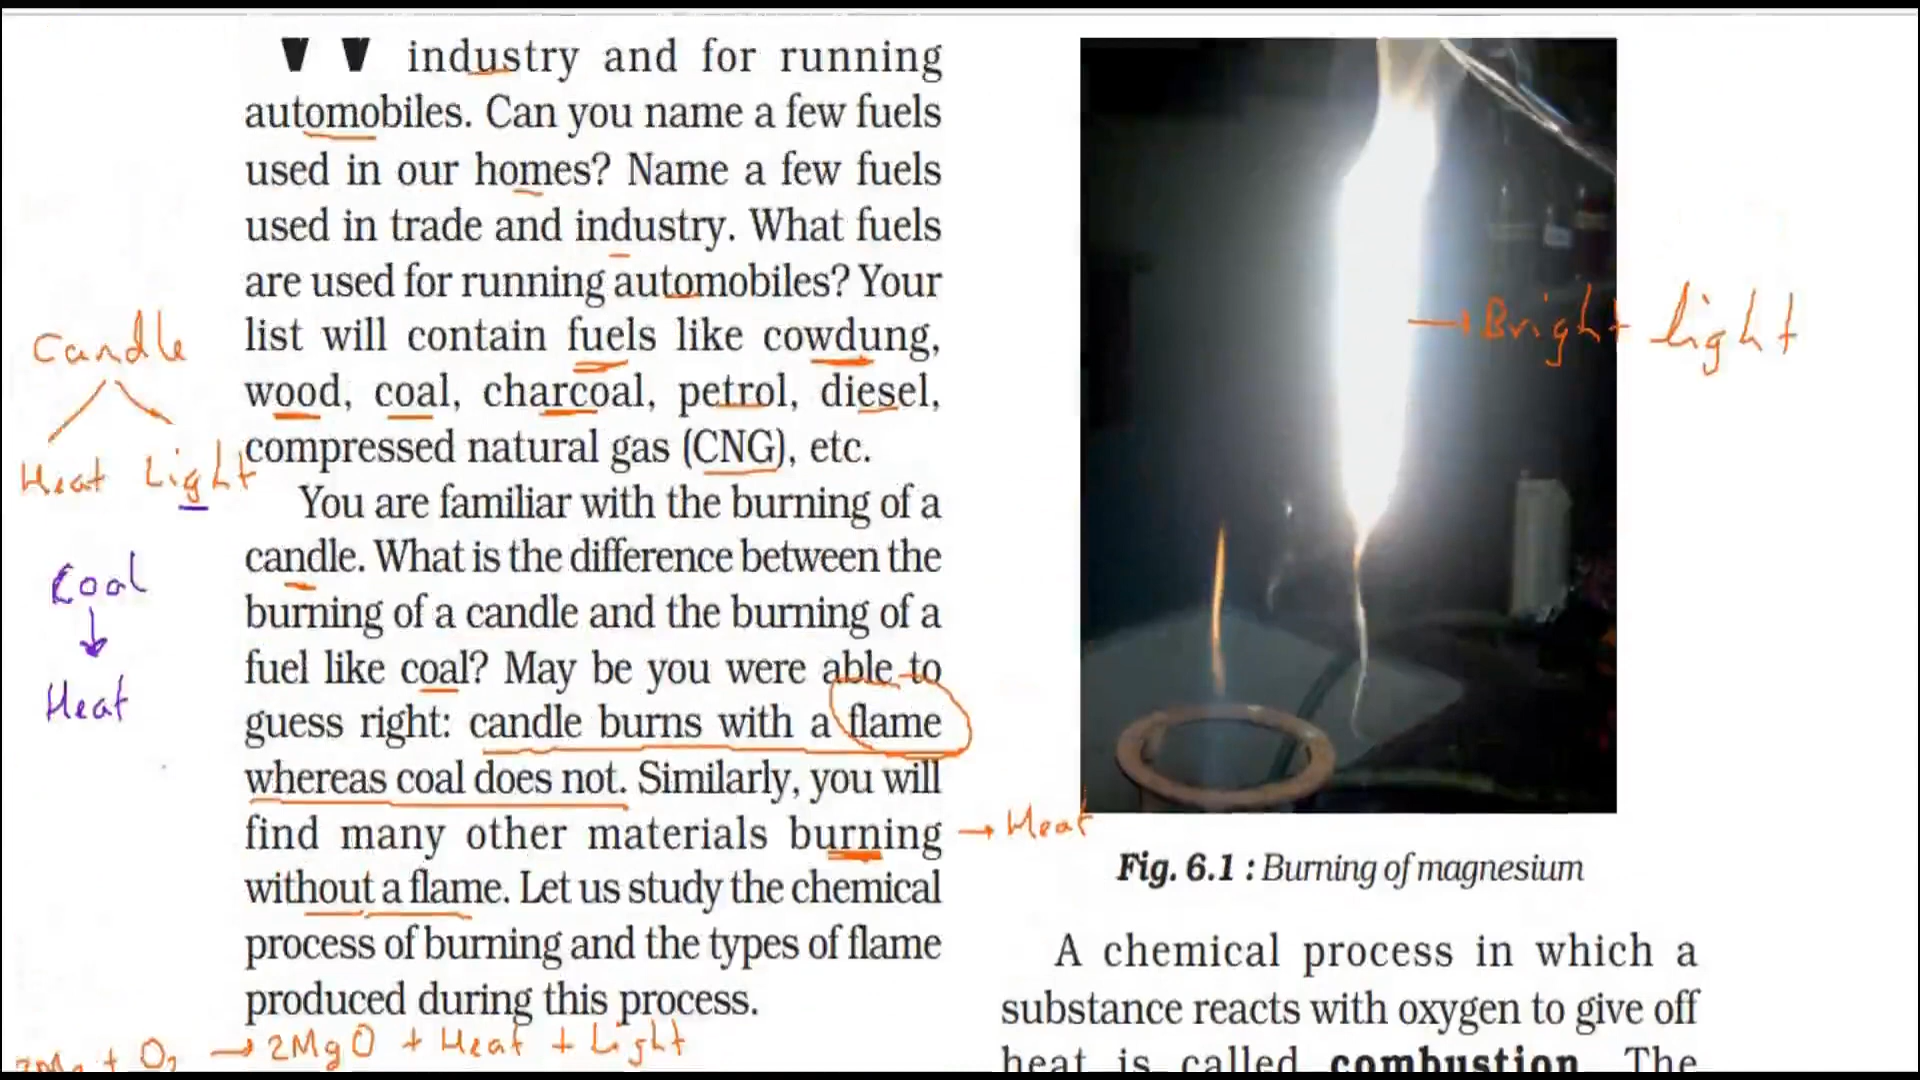 industry and for running
automobiles. Can you name a few fuels
used in our homes? Name a few fuels
used in trade and industry. What fuels
are used for running automobiles? Your
list will contain fuels like cowdung,
wood, coal, charcoal, petrol, diesel,
compressed natural gas (CNG), etc.
You are familiar with the burning of a
candle. What is the difference between the
burning of a candle and the burning of a
fuel like coal? May be you were able to
guess right: candle burns with a flame
whereas coal does not. Similarly, you will
find many other materials burning
without a flame. Let us study the chemical
process of burning and the types of flame
produced during this process.
Candle
Heat Light
Coal
↓
Heat
→ Heat
2Mg + O2 → 2MgO + Heat + Light
→ Bright light
Fig. 6.1 : Burning of magnesium
A chemical process in which a
substance reacts with oxygen to give off
heat is called combustion. The